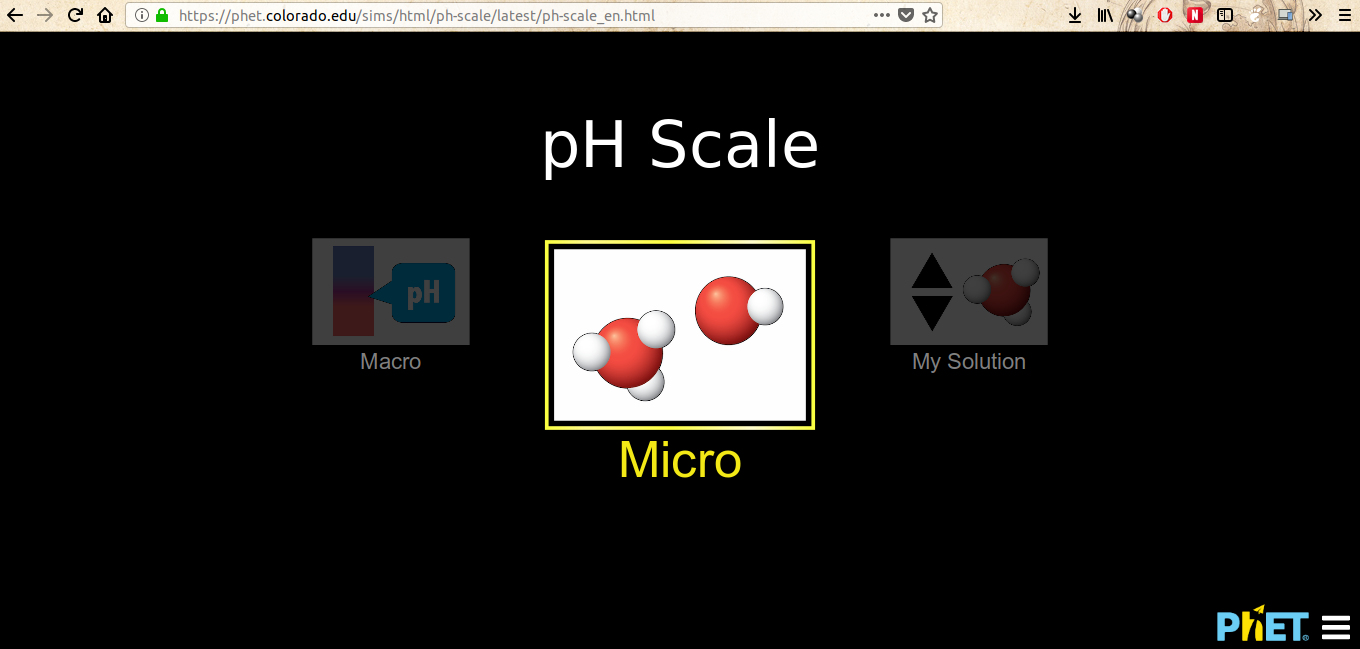 https://phet.colorado.edu/sims/html/ph-scale/latest/ph-scale_en.html
N
pH Scale
pH
Macro
Micro
My Solution
PhET®